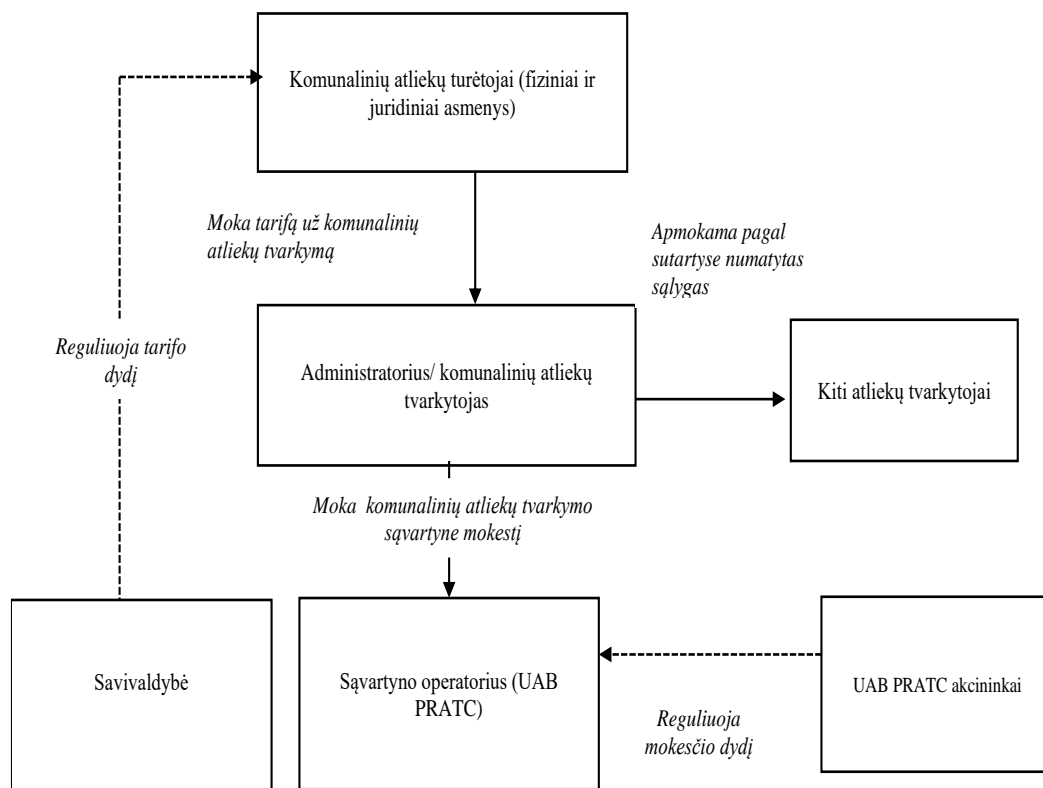 Komunalinių atliekų turėtojai (fiziniai ir
juridiniai asmenys)
Moka tarifą už komunalinių
atliekų tvarkymą
Apmokama pagal
sutartyse numatytas
sąlygas
Reguliuoja tarifo
dydį
Administratorius/ komunalinių atliekų
tvarkytojas
Kiti atliekų tvarkytojai
Moka komunalinių atliekų tvarkymo
sąvartyne mokestį
Savivaldybė
Sąvartyno operatorius (UAB
PRATC)
UAB PRATC akcininkai
Reguliuoja
mokesčio dydį